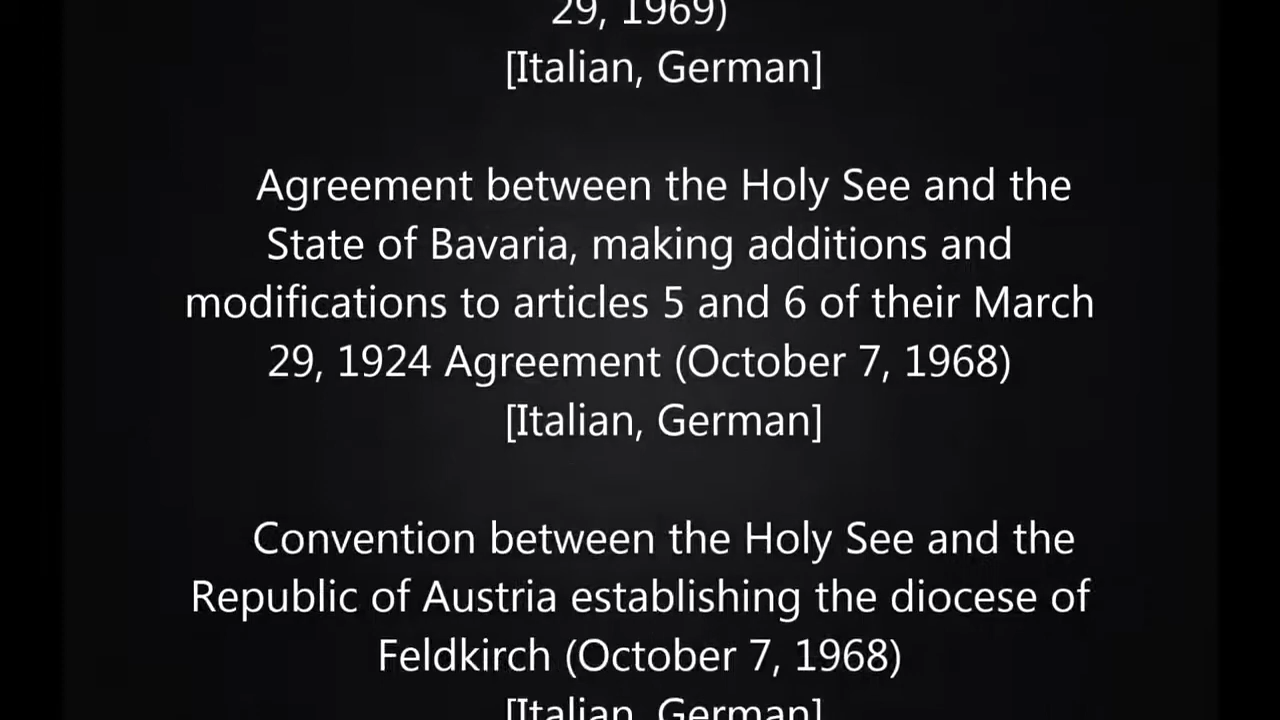 29, 1969)
[Italian, German]
Agreement between the Holy See and the
State of Bavaria, making additions and
modifications to articles 5 and 6 of their March
29, 1924 Agreement (October 7, 1968)
[Italian, German]
Convention between the Holy See and the
Republic of Austria establishing the diocese of
Feldkirch (October 7, 1968)
[Italian, German]